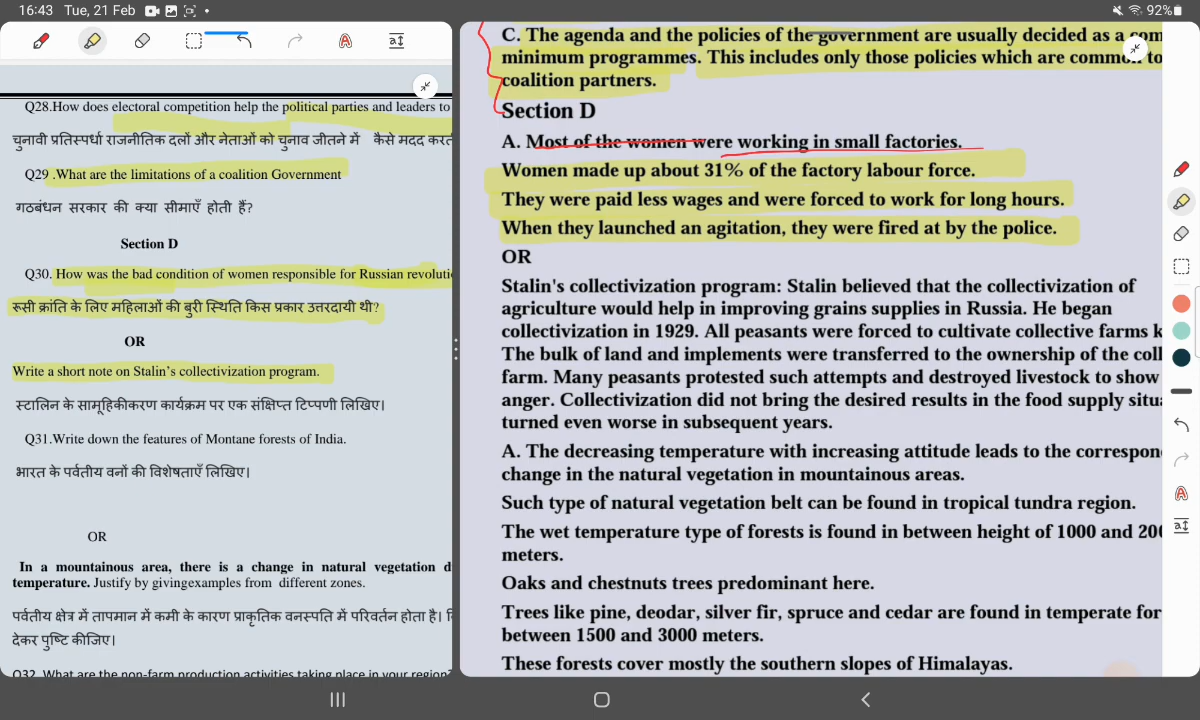 16:43 Tue, 21 Feb
92%
Q28.How does electoral competition help the political parties and leaders to
चुनावी प्रतिस्पर्धा राजनीतिक दलों और नेताओं को चुनाव जीतने में कैसे मदद
Q29 .What are the limitations of a coalition Government
गठबंधन सरकार की क्या सीमाएँ होती हैं?
Section D
Q30. How was the bad condition of women responsible for Russian
रूसी क्रांति के लिए महिलाओं की बुरी स्थिति किस प्रकार उत्तरदायी थी?
OR
Write a short note on Stalin's collectivization program.
स्टालिन के सामूहिकीकरण कार्यक्रम पर एक संक्षिप्त टिप्पणी लिखिए।
Q31.Write down the features of Montane forests of India.
भारत के पर्वतीय वनों की विशेषताएँ लिखिए।
OR
In a mountainous area, there is a change in natural vegetation
temperature. Justify by givingexamples from different zones.
पर्वतीय क्षेत्र में तापमान में कमी के कारण प्राकृतिक वनस्पति में परिवर्तन होता है।
देकर पुष्टि कीजिए।
Q32. What are the non-farm production activities taking place in your region?
C. The agenda and the policies of the government are usually decided as a
minimum programmes. This includes only those policies which are common to
coalition partners.
Section D
A. Most of the women were working in small factories.
Women made up about 31% of the factory labour force.
They were paid less wages and were forced to work for long hours.
When they launched an agitation, they were fired at by the police.
OR
Stalin's collectivization program: Stalin believed that the collectivization of
agriculture would help in improving grains supplies in Russia. He began
collectivization in 1929. All peasants were forced to cultivate collective farms
The bulk of land and implements were transferred to the ownership of the
farm. Many peasants protested such attempts and destroyed livestock to show
anger. Collectivization did not bring the desired results in the food supply
turned even worse in subsequent years.
A. The decreasing temperature with increasing attitude leads to the
change in the natural vegetation in mountainous areas.
Such type of natural vegetation belt can be found in tropical tundra region.
The wet temperature type of forests is found in between height of 1000 and
meters.
Oaks and chestnuts trees predominant here.
Trees like pine, deodar, silver fir, spruce and cedar are found in temperate
between 1500 and 3000 meters.
These forests cover mostly the southern slopes of Himalayas.